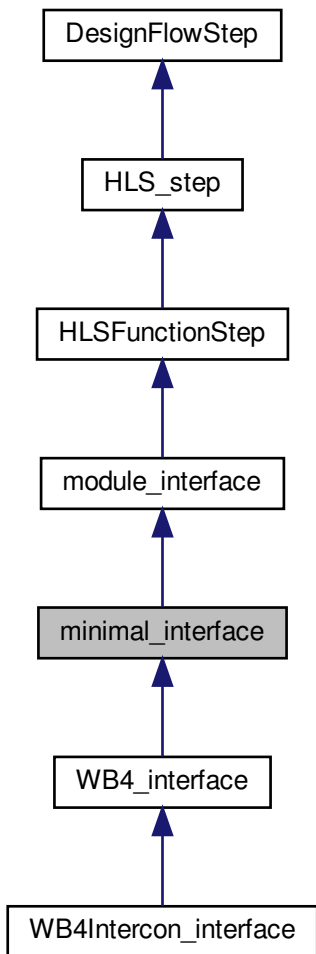 DesignFlowStep
HLS_step
HLSFunctionStep
module_interface
minimal_interface
WB4_interface
WB4Intercon_interface